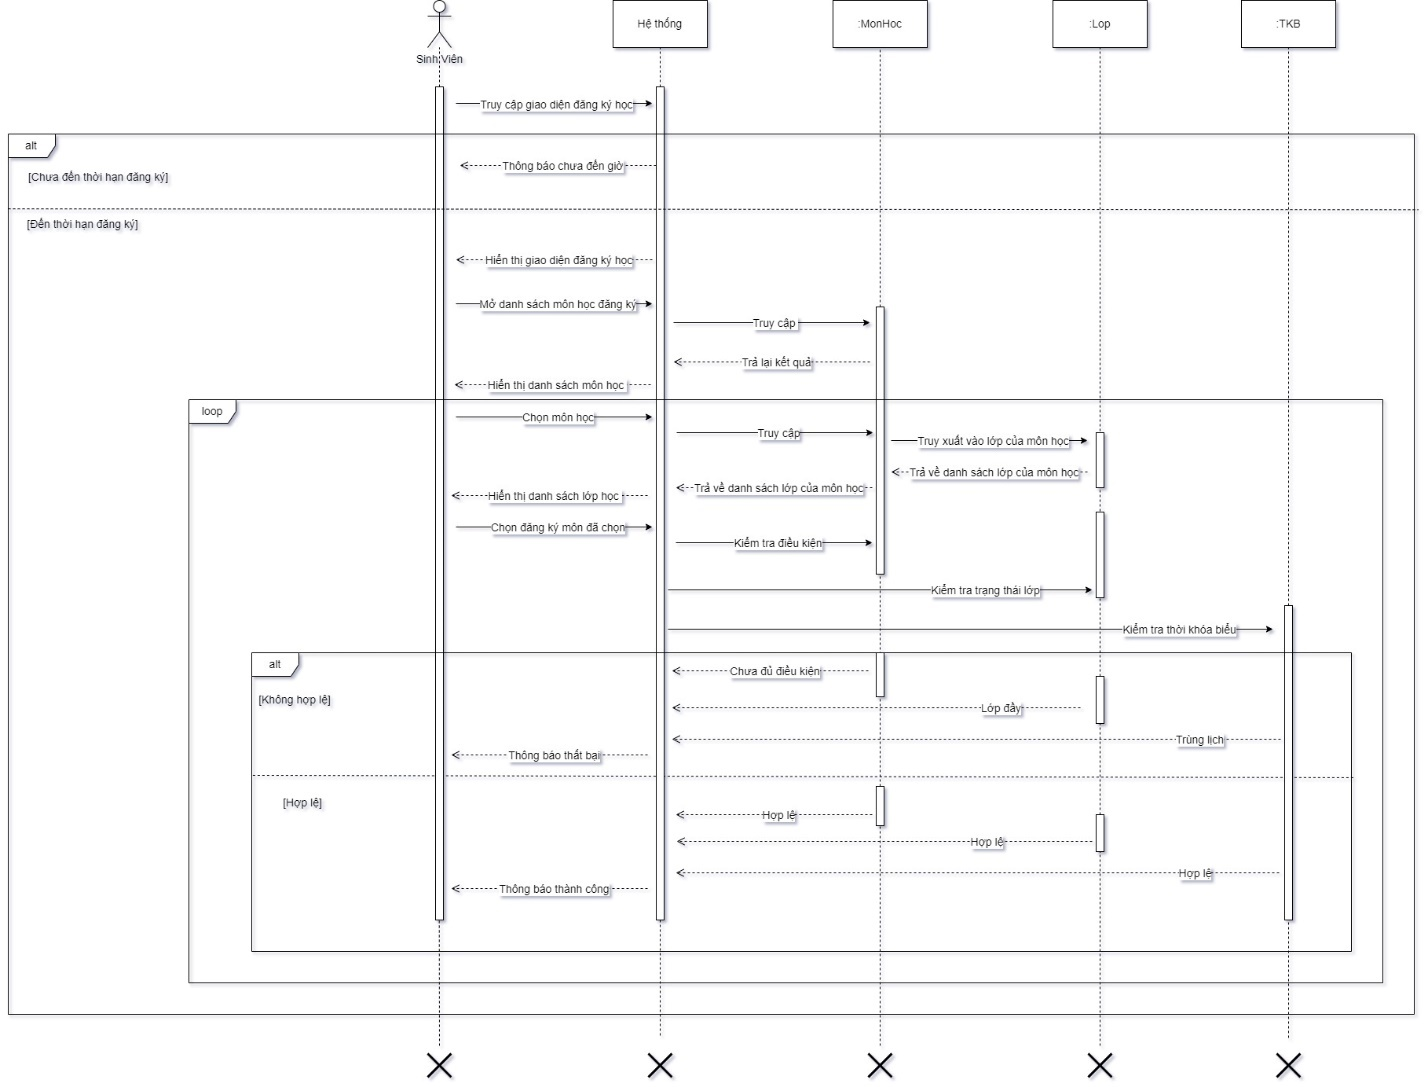 Sinh Viên
Hệ thống
:MonHoc
:Lop
:TKB
Truy cập giao diện đăng ký học
alt
Thông báo chưa đến giờ
[Chưa đến thời hạn đăng ký]
[Đến thời hạn đăng ký]
Hiển thị giao diện đăng ký học
Mở danh sách môn học đăng ký
Truy cập
Trả lại kết quả
Hiển thị danh sách môn học
loop
Chọn môn học
Truy cập
Truy xuất vào lớp của môn học
Trả về danh sách lớp của môn học
Trả về danh sách lớp của môn học
Hiển thị danh sách lớp học
Chọn đăng ký môn đã chọn
Kiểm tra điều kiện
Kiểm tra trạng thái lớp
Kiểm tra thời khóa biểu
alt
Chưa đủ điều kiện
[Không hợp lệ]
Lớp đầy
Trùng lịch
Thông báo thất bại
[Hợp lệ]
Hợp lệ
Hợp lệ
Hợp lệ
Thông báo thành công